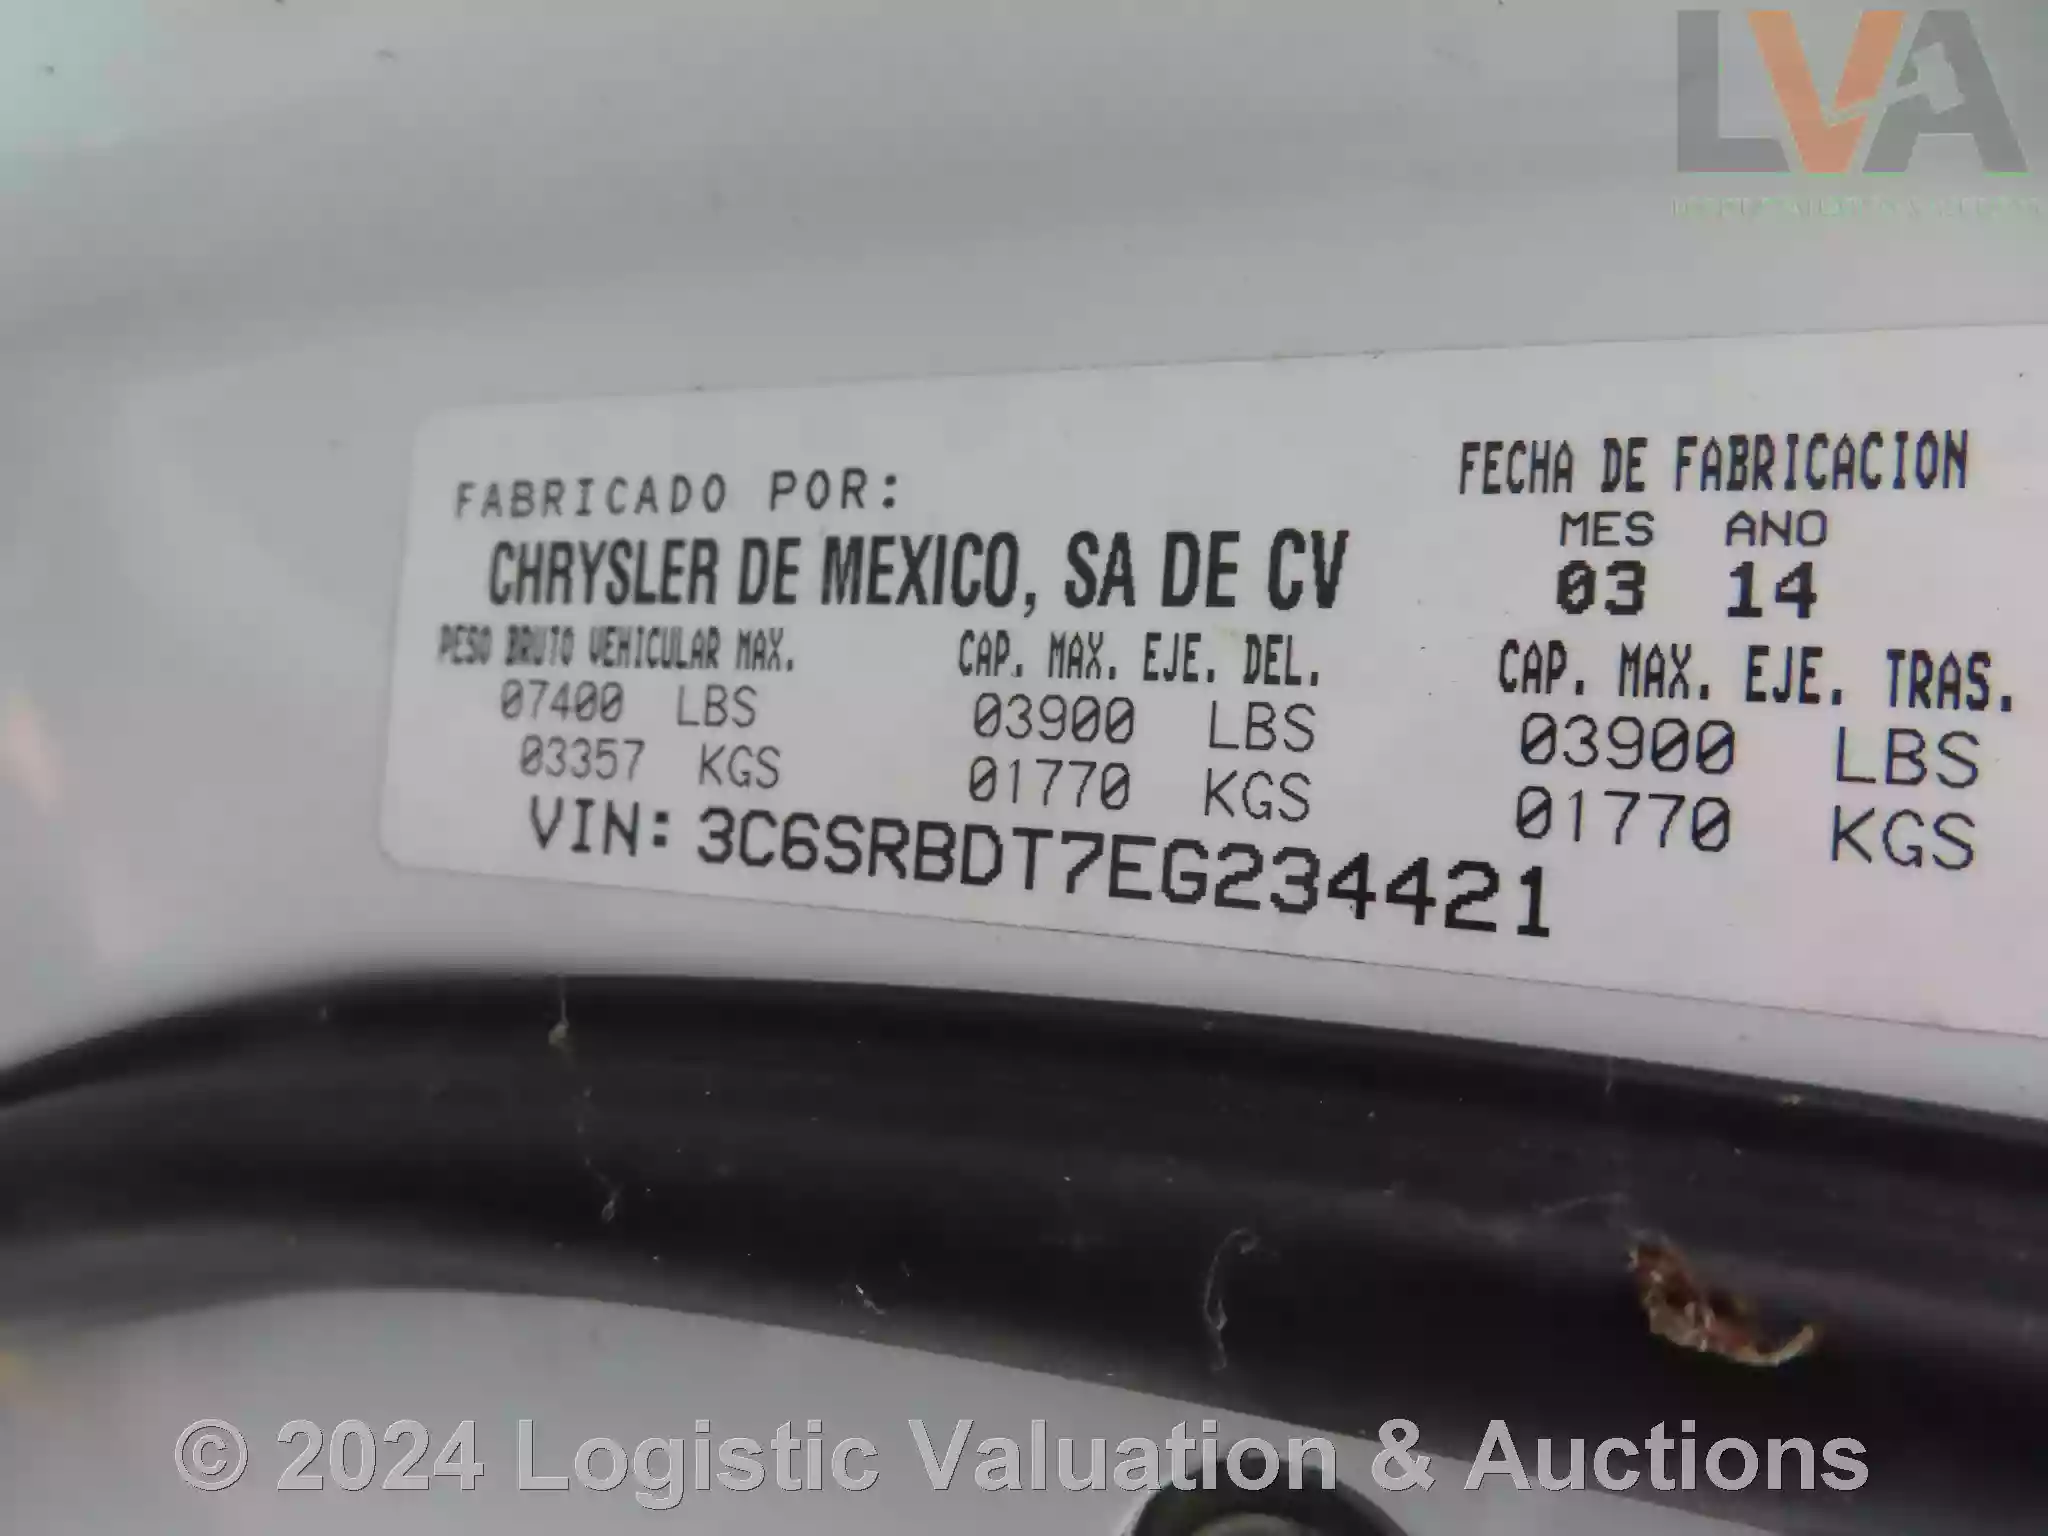 LVA
FABRICADO POR:
CHRYSLER DE MEXICO, SA DE CV
FECHA DE FABRICACION
MES ANO
03 14
PESO BRUTO VEHICULAR MAX.
07400 LBS
03357 KGS
CAP. MAX. EJE. DEL.
03900 LBS
01770 KGS
CAP. MAX. EJE. TRAS.
03900 LBS
01770 KGS
VIN: 3C6SRBDT7EG234421
© 2024 Logistic Valuation & Auctions